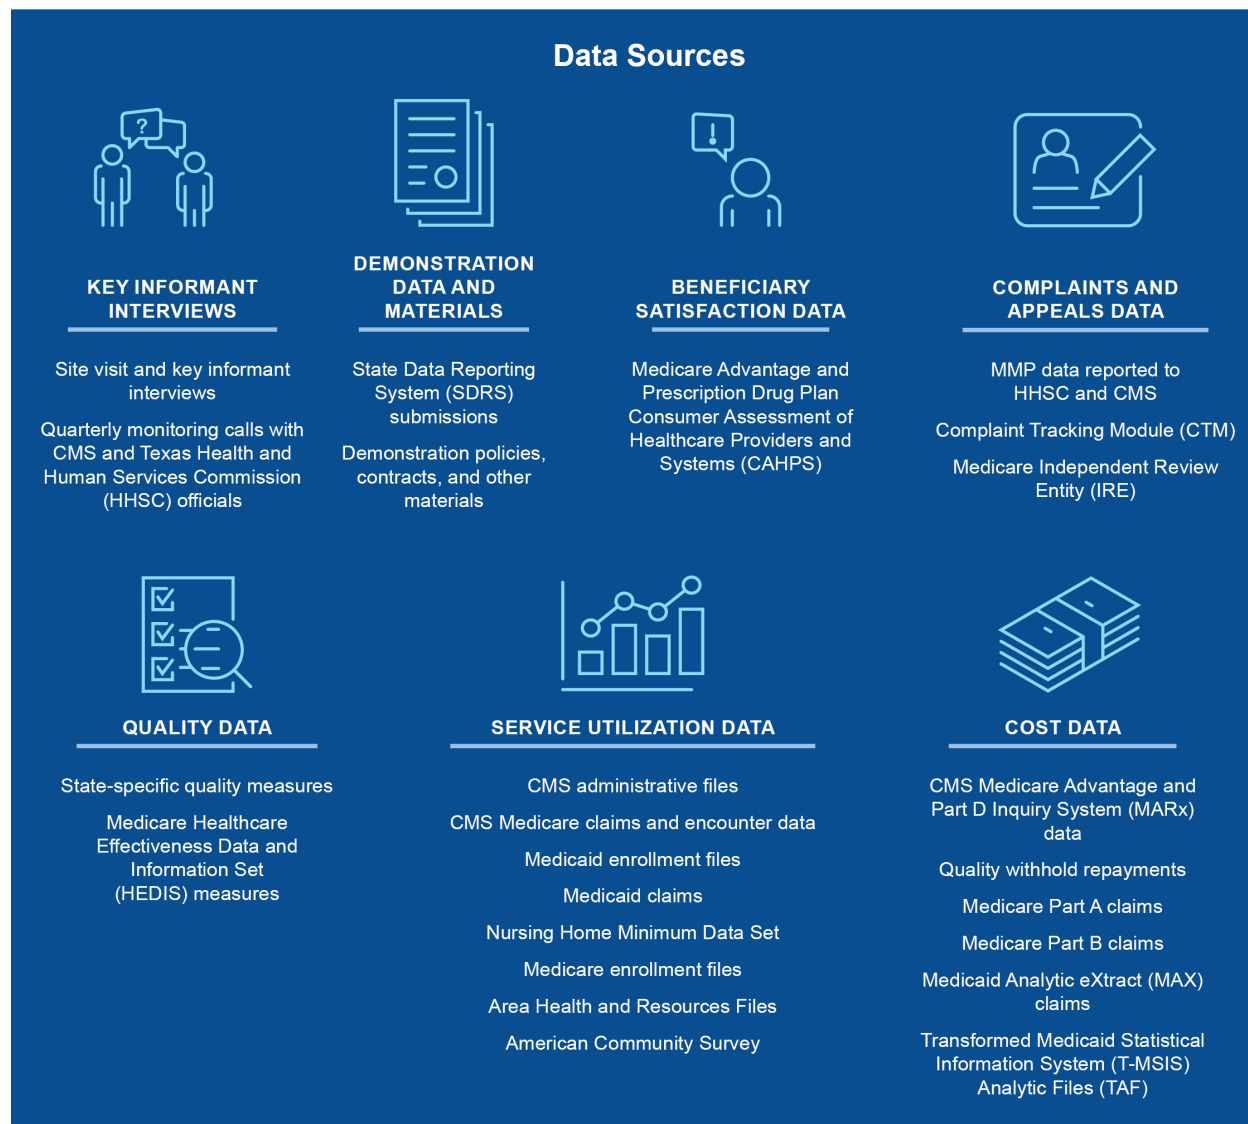 Data Sources
?
!
KEY INFORMANT
INTERVIEWS
Site visit and key informant
interviews
Quarterly monitoring calls with
CMS and Texas Health and
Human Services Commission
(HHSC) officials
DEMONSTRATION
DATA AND
MATERIALS
State Data Reporting
System (SDRS)
submissions
Demonstration policies,
contracts, and other
materials
BENEFICIARY
SATISFACTION DATA
Medicare Advantage and
Prescription Drug Plan
Consumer Assessment of
Healthcare Providers and
Systems (CAHPS)
COMPLAINTS AND
APPEALS DATA
MMP data reported to
HHSC and CMS
Complaint Tracking Module (CTM)
Medicare Independent Review
Entity (IRE)
QUALITY DATA
State-specific quality measures
Medicare Healthcare
Effectiveness Data and
Information Set
(HEDIS) measures
SERVICE UTILIZATION DATA
CMS administrative files
CMS Medicare claims and encounter data
Medicaid enrollment files
Medicaid claims
Nursing Home Minimum Data Set
Medicare enrollment files
Area Health and Resources Files
American Community Survey
COST DATA
CMS Medicare Advantage and
Part D Inquiry System (MARx)
data
Quality withhold repayments
Medicare Part A claims
Medicare Part B claims
Medicaid Analytic eXtract (MAX)
claims
Transformed Medicaid Statistical
Information System (T-MSIS)
Analytic Files (TAF)